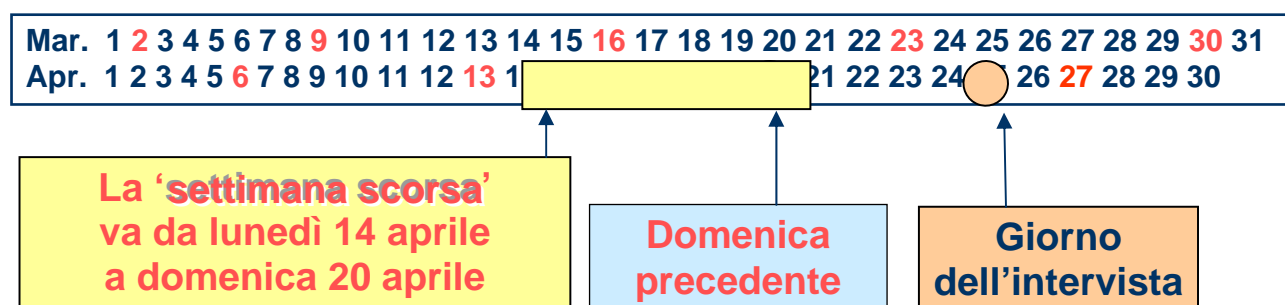 Mar. 1 2 3 4 5 6 7 8 9 10 11 12 13 14 15 16 17 18 19 20 21 22 23 24 25 26 27 28 29 30 31
Apr. 1 2 3 4 5 6 7 8 9 10 11 12 13 1 21 22 23 24 26 27 28 29 30
La ‘settimana scorsa’
va da lunedì 14 aprile
a domenica 20 aprile
Domenica
precedente
Giorno
dell’intervista